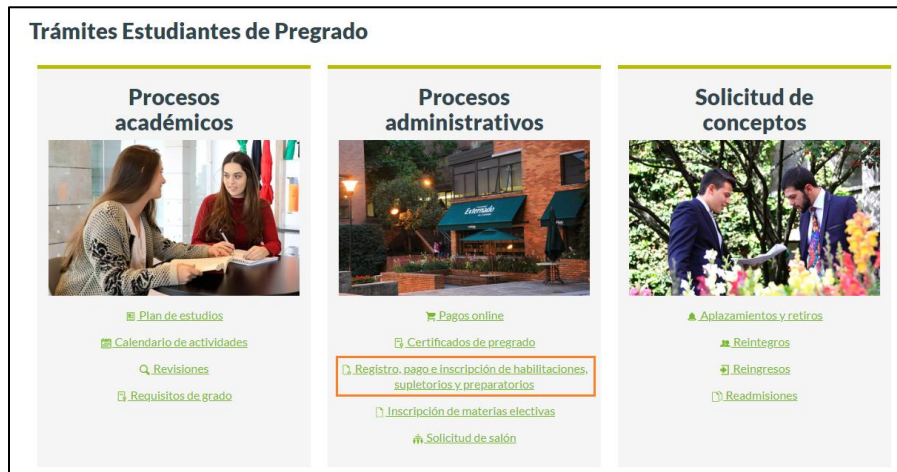 Trámites Estudiantes de Pregrado
Procesos
académicos
Plan de estudios
Calendario de actividades
Revisiones
Requisitos de grado
Procesos
administrativos
Externado
Pagos online
Certificados de pregrado
Registro, pago e inscripción de habilitaciones,
supletorios y preparatorios
Inscripción de materias electivas
Solicitud de salón
Solicitud de
conceptos
Aplazamientos y retiros
Reintegros
Reingresos
Readmisiones